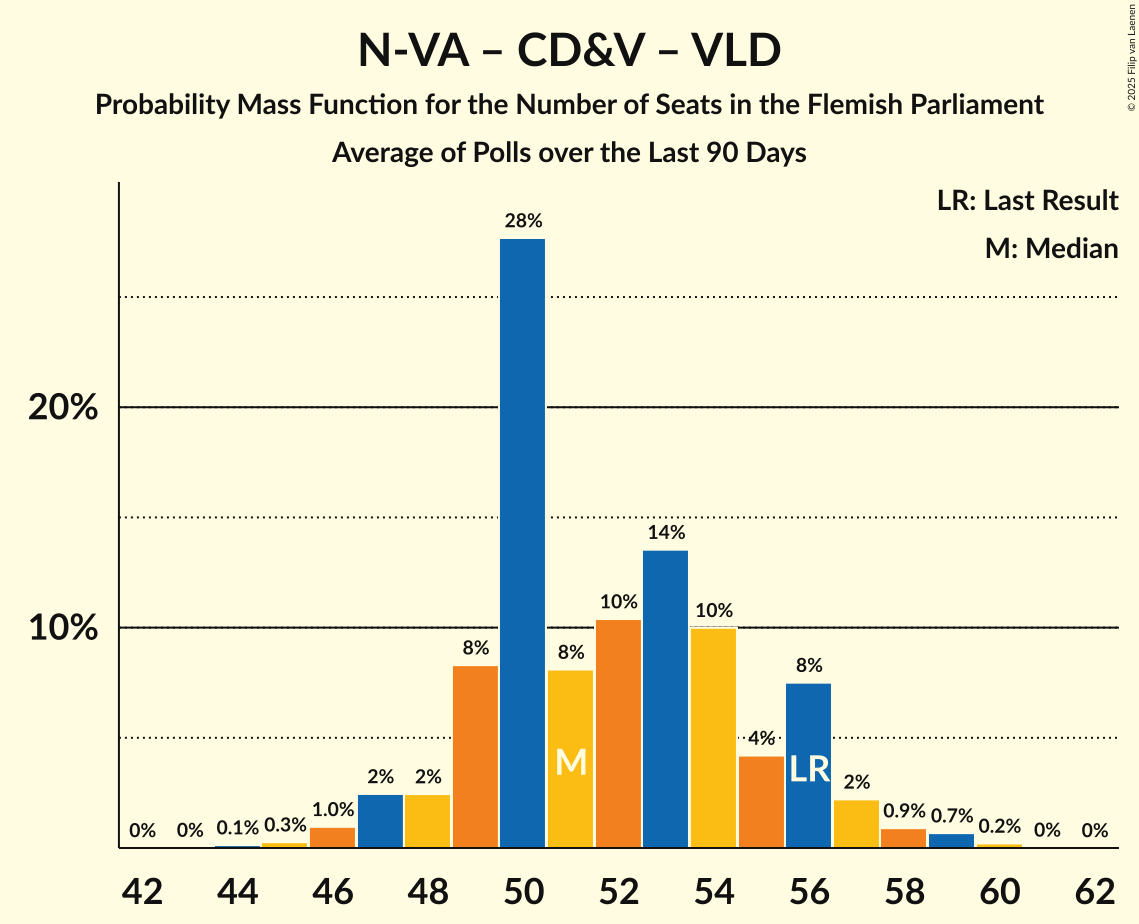 N-VA – CD&V – VLD
Probability Mass Function for the Number of Seats in the Flemish Parliament
Average of Polls over the Last 90 Days
© 2025 Filip van Laenen
LR: Last Result
M: Median
20%
10%
0%
0%
0.1%
0.3%
1.0%
2%
2%
8%
28%
8%
10%
14%
10%
4%
8%
2%
0.9%
0.7%
0.2%
0%
0%
M
LR
42 44 46 48 50 52 54 56 58 60 62